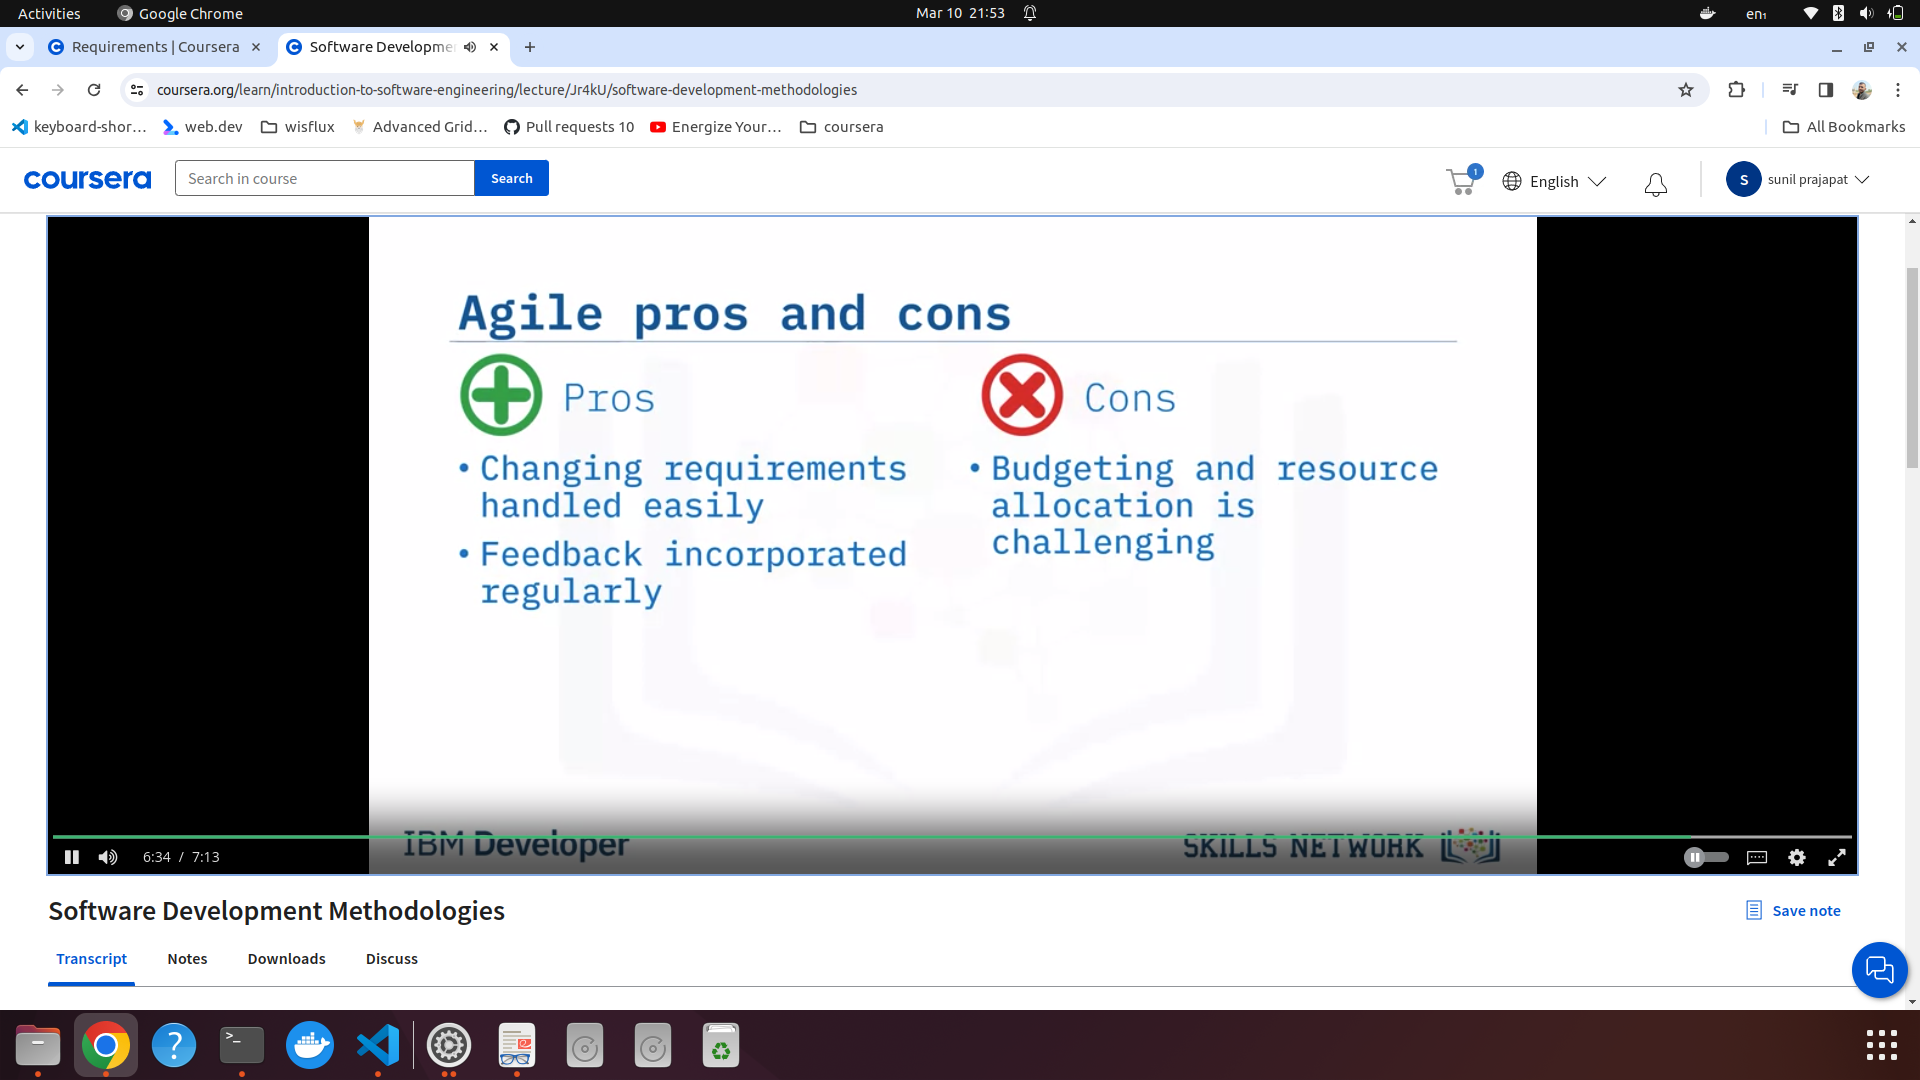 Activities
Google Chrome
Mar 10 21:53
en₁
Requirements | Coursera
Software Developme
coursera.org/learn/introduction-to-software-engineering/lecture/Jr4kU/software-development-methodologies
keyboard-shor...
web.dev
wisflux
Advanced Grid...
Pull requests 10
Energize Your...
coursera
All Bookmarks
coursera
Search in course
Search
1
English
S
sunil prajapat
Agile pros and cons
Pros
• Changing requirements
handled easily
• Feedback incorporated
regularly
Cons
• Budgeting and resource
allocation is
challenging
IBM Developer
SKILLS NETWORK
6:34 / 7:13
Software Development Methodologies
Save note
Transcript
Notes
Downloads
Discuss